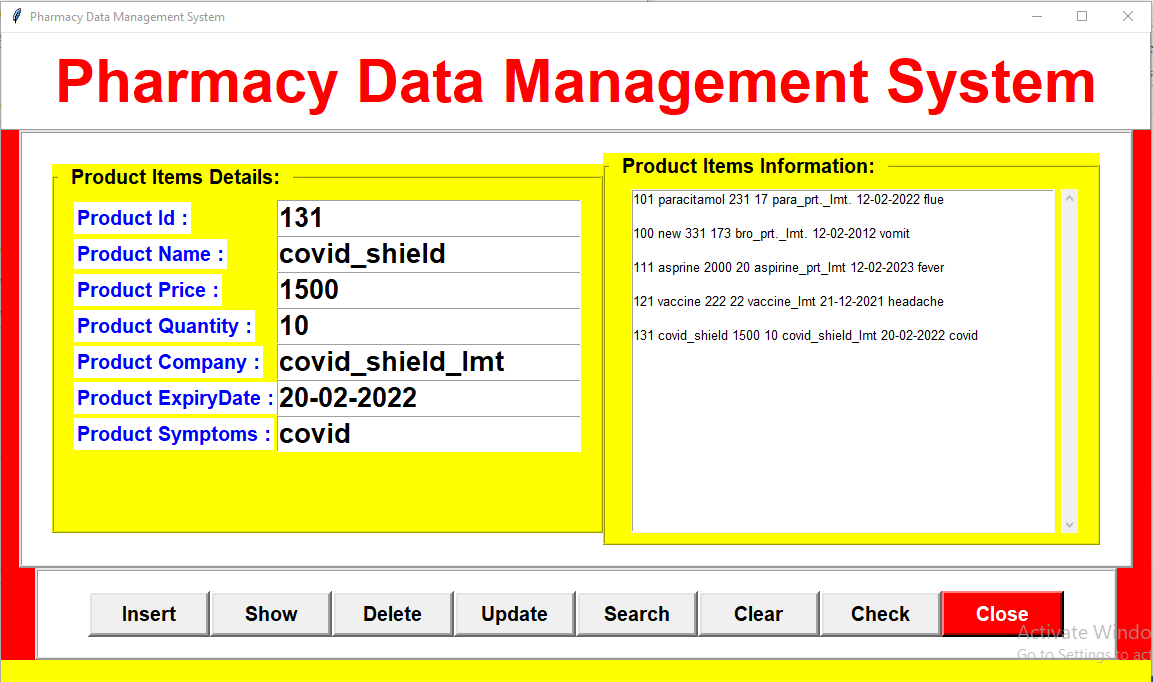 Pharmacy Data Management System
Pharmacy Data Management System
Product Items Details:
Product Id : 131
Product Name : covid_shield
Product Price : 1500
Product Quantity : 10
Product Company : covid_shield_lmt
Product ExpiryDate : 20-02-2022
Product Symptoms : covid
Product Items Information:
101 paracitamol 231 17 para_prt._lmt. 12-02-2022 flue
100 new 331 173 bro_prt._lmt. 12-02-2012 vomit
111 asprine 2000 20 aspirine_prt_lmt 12-02-2023 fever
121 vaccine 222 22 vaccine_lmt 21-12-2021 headache
131 covid_shield 1500 10 covid_shield_lmt 20-02-2022 covid
Insert Show Delete Update Search Clear Check Close
Activate Windo
Go to Settings to act